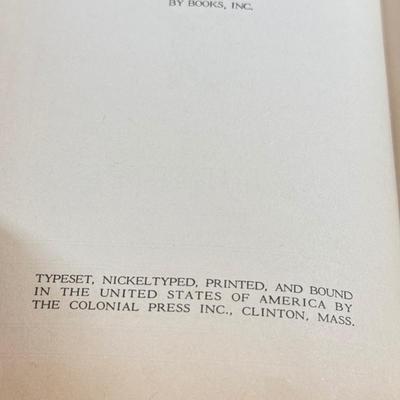 BY BOOKS, INC.
TYPESET, NICKELTYPED, PRINTED, AND BOUND
IN THE UNITED STATES OF AMERICA BY
THE COLONIAL PRESS INC., CLINTON, MASS.